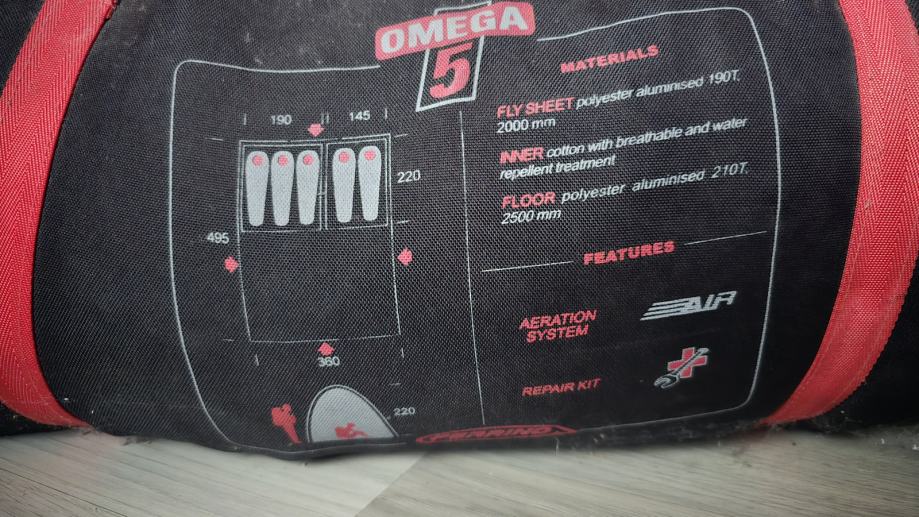 OMEGA
5
190
145
220
495
360
220
MATERIALS
FLY SHEET polyester aluminised 190T,
2000 mm
INNER cotton with breathable and water
repellent treatment
FLOOR polyester aluminised 210T,
2500 mm
FEATURES
AERATION
SYSTEM
AIR
REPAIR KIT
FERRINO